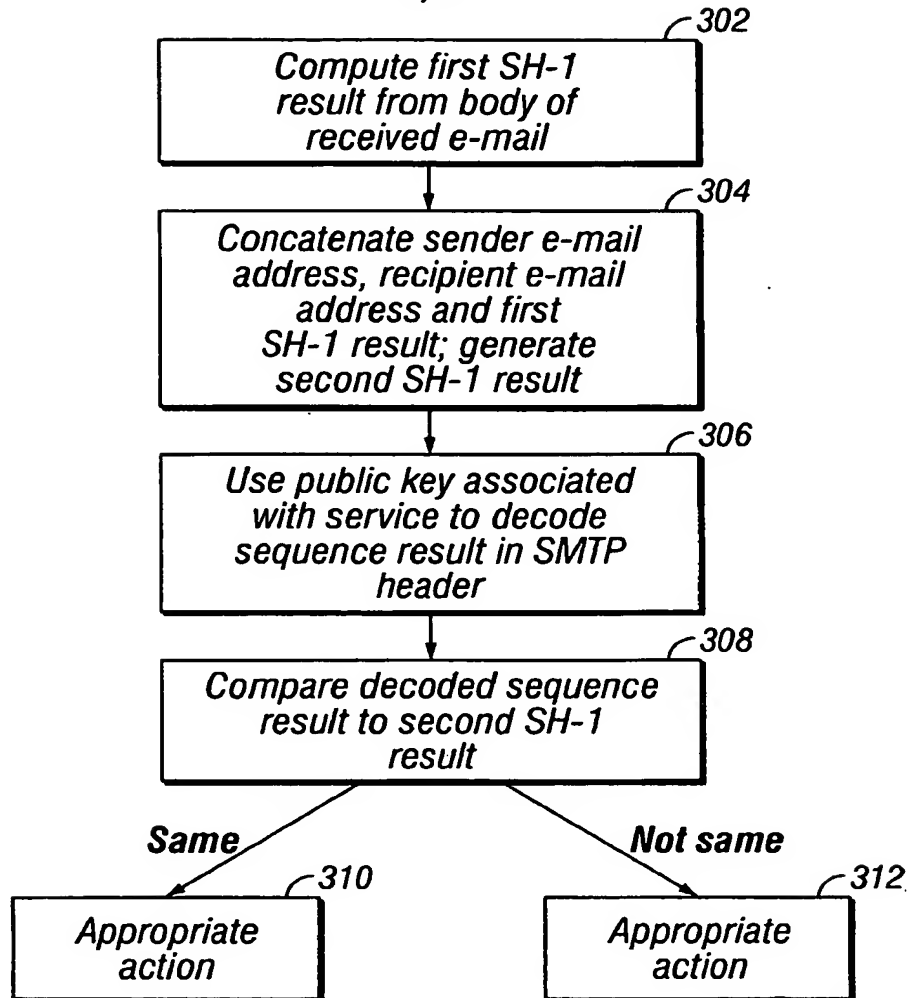 302
Compute first SH-1
result from body of
received e-mail
304
Concatenate sender e-mail
address, recipient e-mail
address and first
SH-1 result; generate
second SH-1 result
306
Use public key associated
with service to decode
sequence result in SMTP
header
308
Compare decoded sequence
result to second SH-1
result
Same
Not same
310
Appropriate
action
312
Appropriate
action